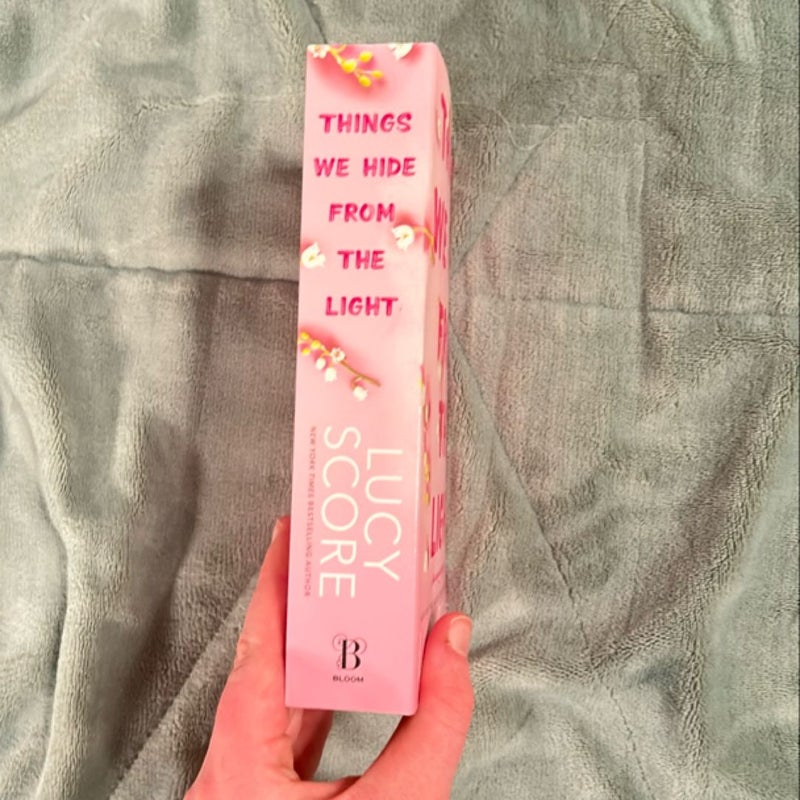 THINGS
WE HIDE
FROM
THE
LIGHT
LUCY
SCORE
NEW YORK TIMES BESTSELLING AUTHOR
B
BLOOM